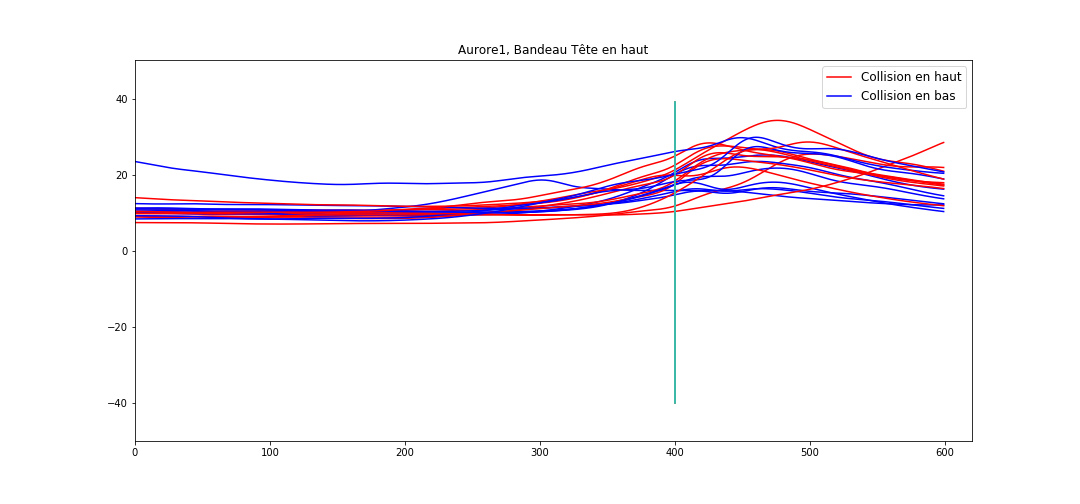 Aurore1, Bandeau Tête en haut
Collision en haut
Collision en bas
40
20
0
−20
−40
0 100 200 300 400 500 600